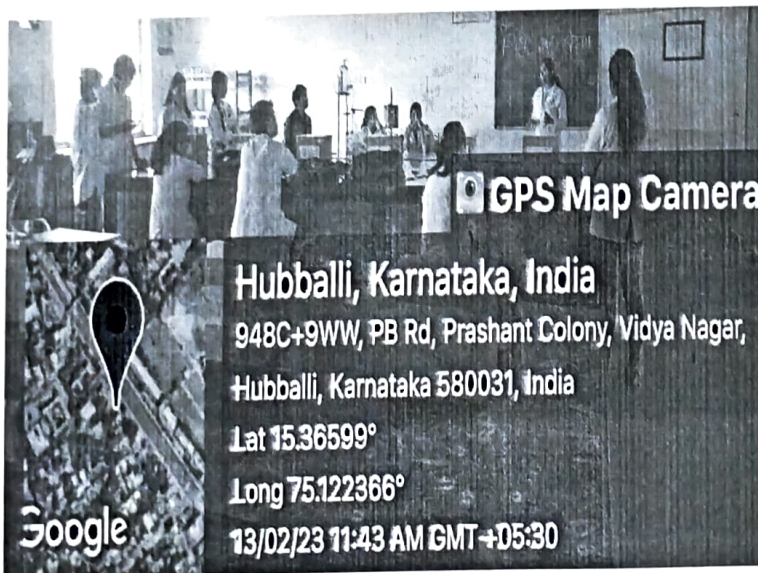 GPS Map Camera
Hubballi, Karnataka, India
948C+9WW, PB Rd, Prashant Colony, Vidya Nagar,
Hubballi, Karnataka 580031, India
Lat 15.36599°
Long 75.122366°
13/02/23 11:43 AM GMT+05:30
Google